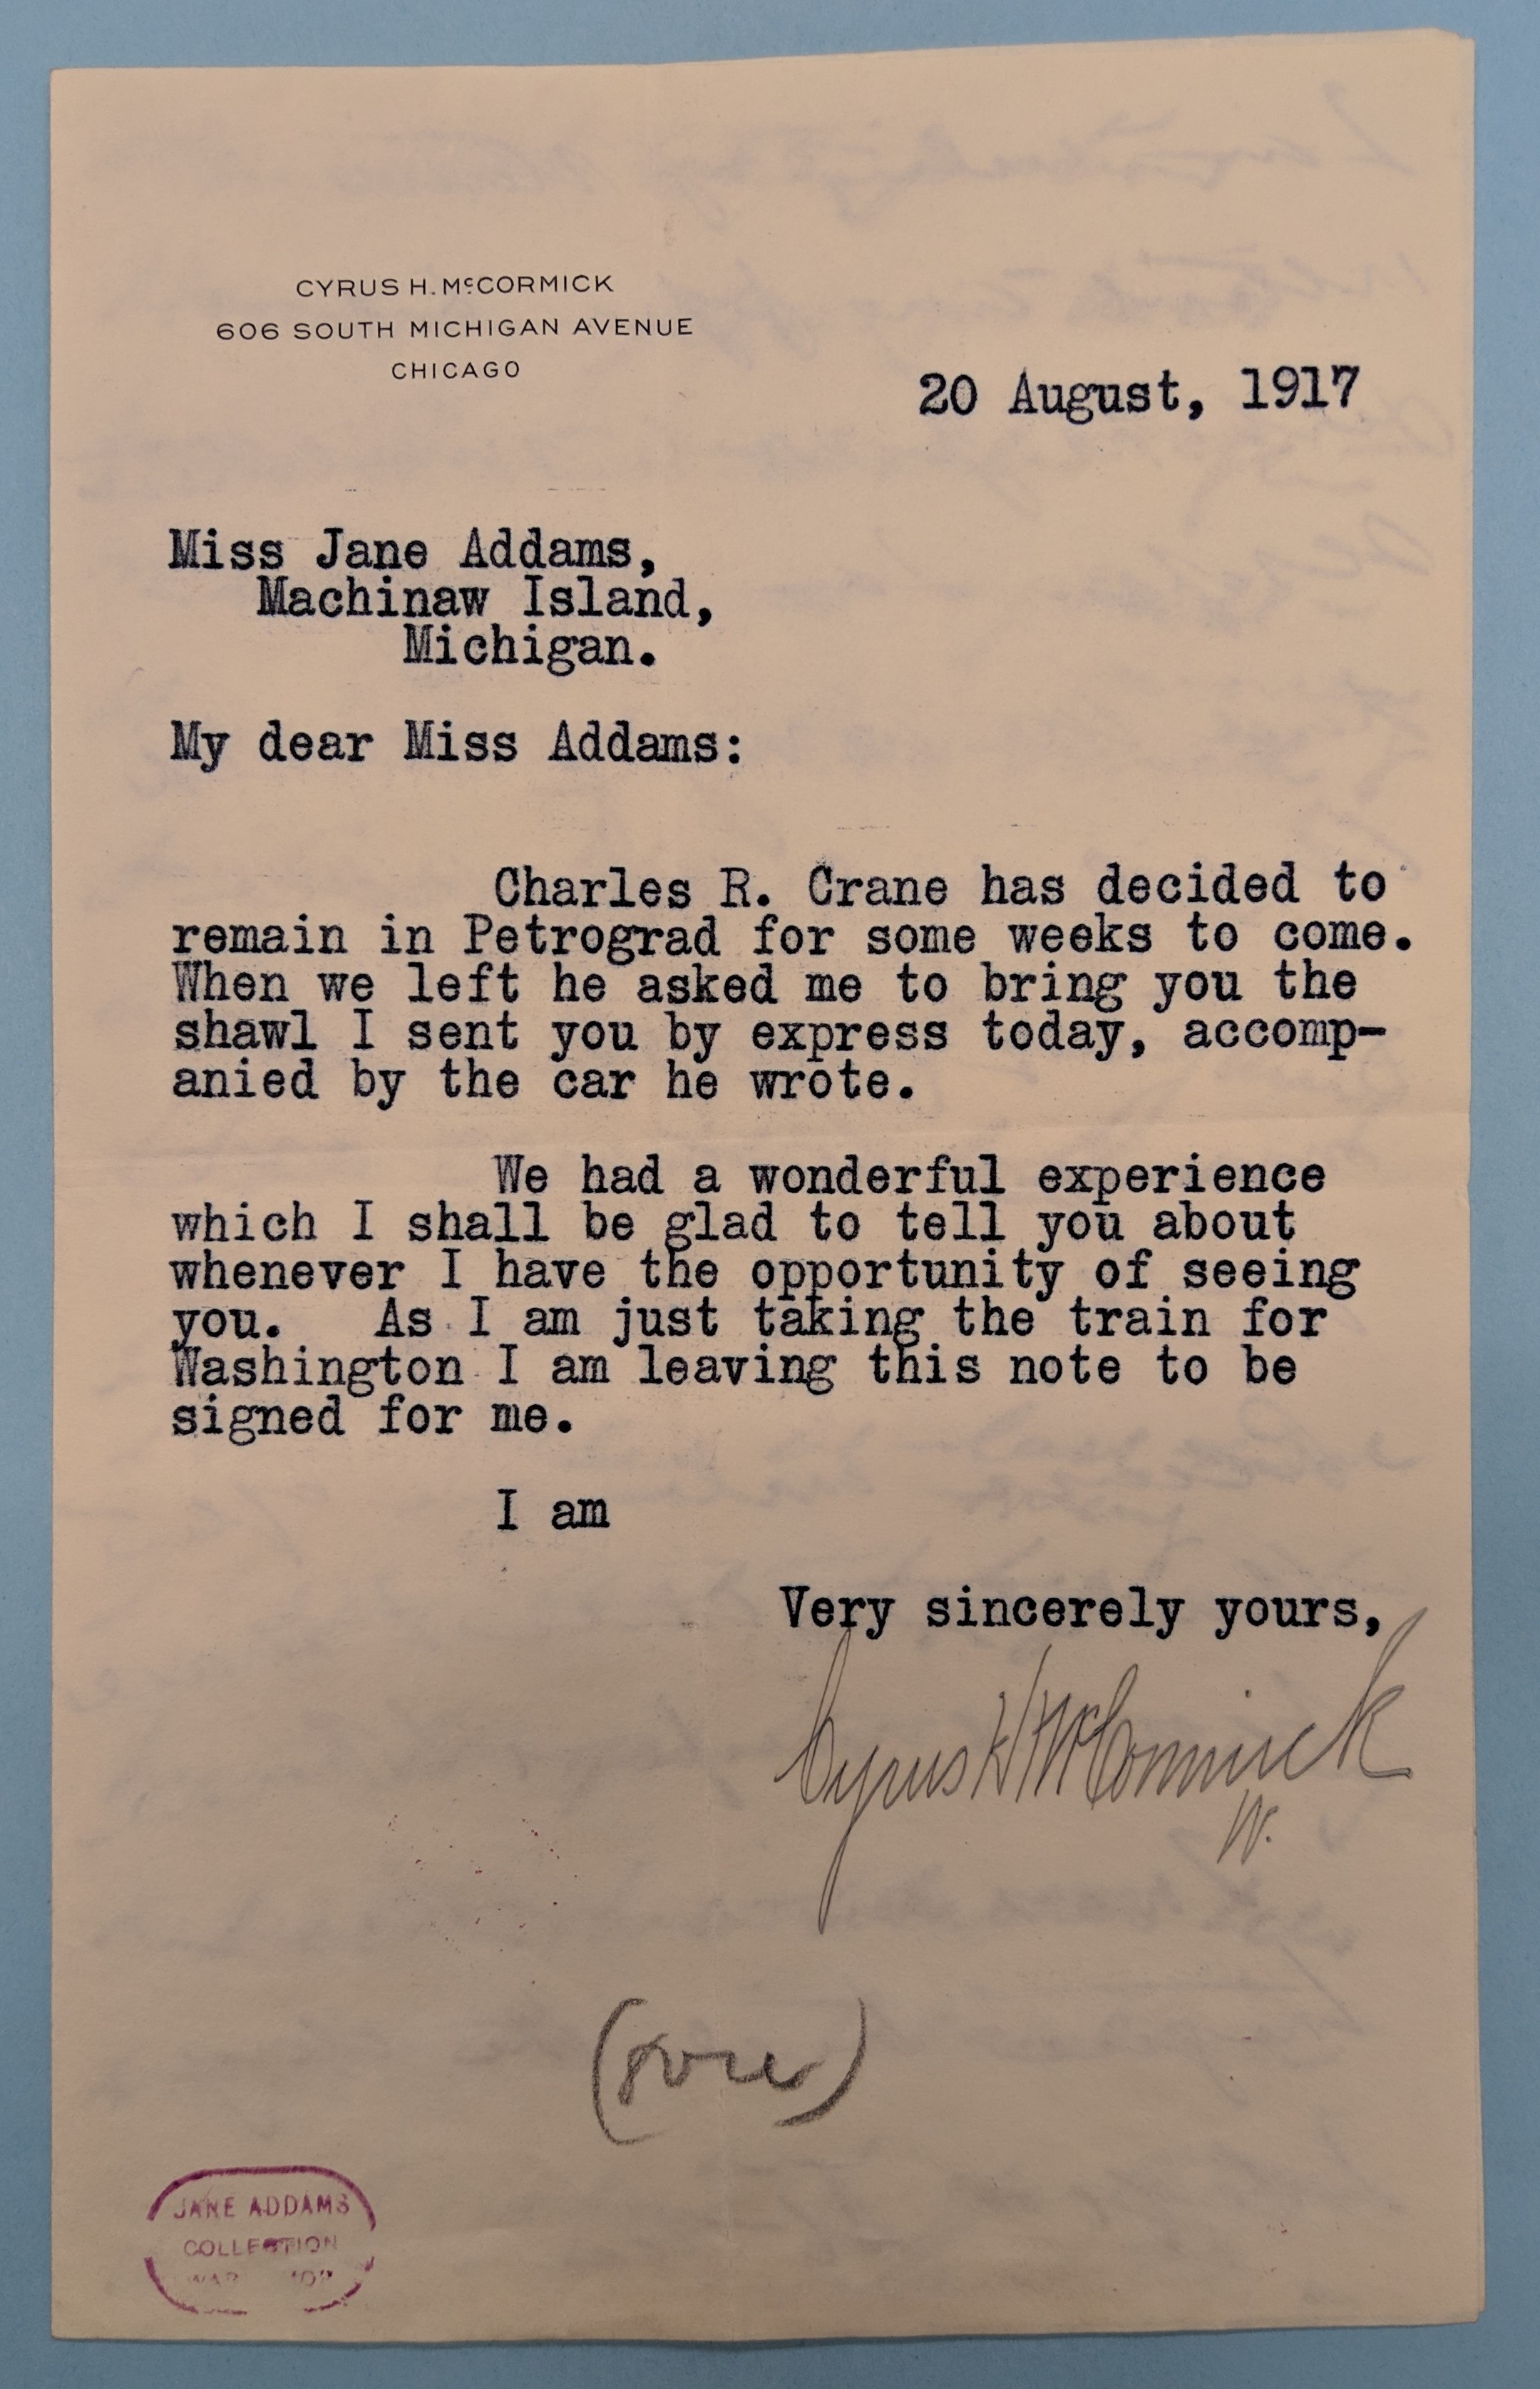 CYRUS H. McCORMICK
606 SOUTH MICHIGAN AVENUE
CHICAGO
20 August, 1917
Miss Jane Addams,
Machinaw Island,
Michigan.
My dear Miss Addams:
Charles R. Crane has decided to
remain in Petrograd for some weeks to come.
When we left he asked me to bring you the
shawl I sent you by express today, accomp-
anied by the car he wrote.
We had a wonderful experience
which I shall be glad to tell you about
whenever I have the opportunity of seeing
you. As I am just taking the train for
Washington I am leaving this note to be
signed for me.
I am
Very sincerely yours,
Cyrus H McCormick
W.
(over)
JANE ADDAMS
COLLECTION